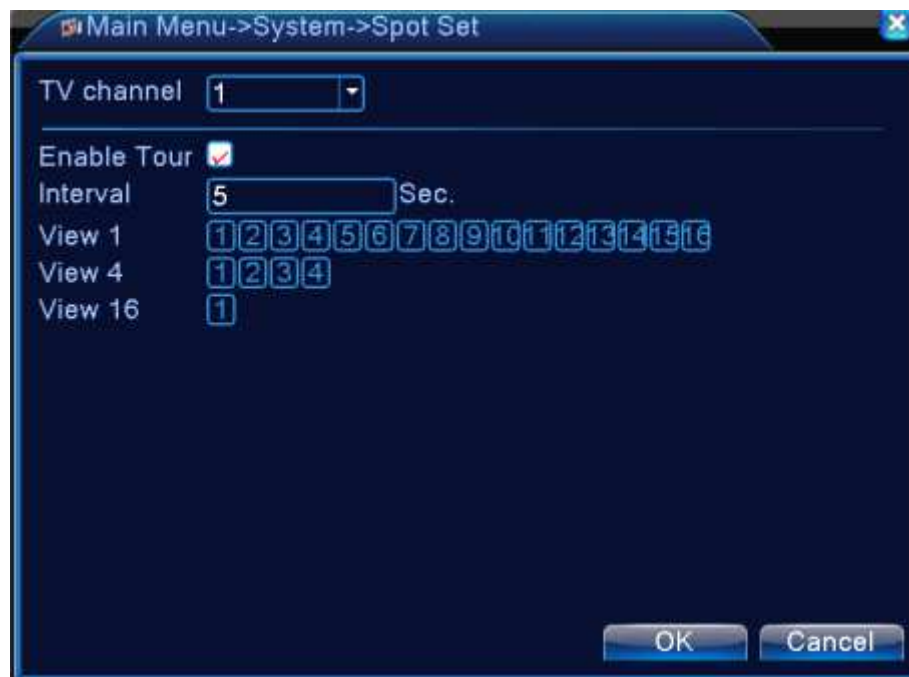 Main Menu->System->Spot Set
TV channel 1
Enable Tour
Interval 5 Sec.
View 1 1 2 3 4 5 6 7 8 9 10 11 12 13 14 15 16
View 4 1 2 3 4
View 16 1
OK Cancel